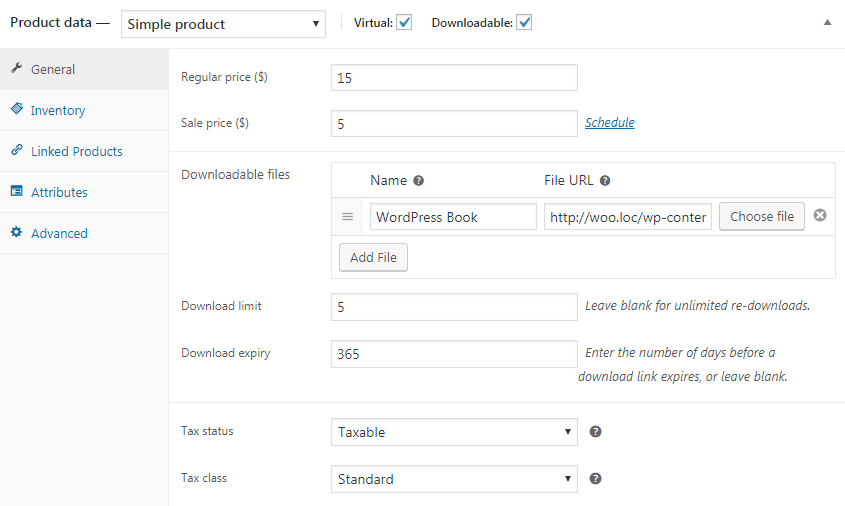 Product data — Simple product Virtual: Downloadable:
General
Inventory
Linked Products
Attributes
Advanced
Regular price ($) 15
Sale price ($) 5 Schedule
Downloadable files
Name File URL
WordPress Book http://woo.loc/wp-conter Choose file
Add File
Download limit 5 Leave blank for unlimited re-downloads.
Download expiry 365 Enter the number of days before a
download link expires, or leave blank.
Tax status Taxable
Tax class Standard